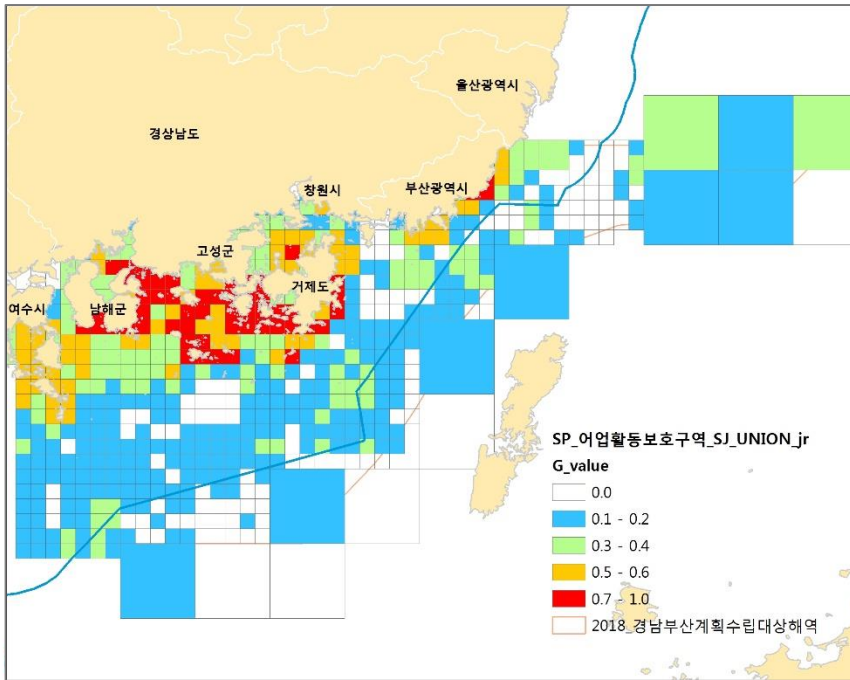 울산광역시
경상남도
창원시
부산광역시
고성군
거제도
여수시
남해군
SP_어업활동보호구역_SJ_UNION_jr
G_value
0.0
0.1 - 0.2
0.3 - 0.4
0.5 - 0.6
0.7 - 1.0
2018_경남부산계획수립대상해역